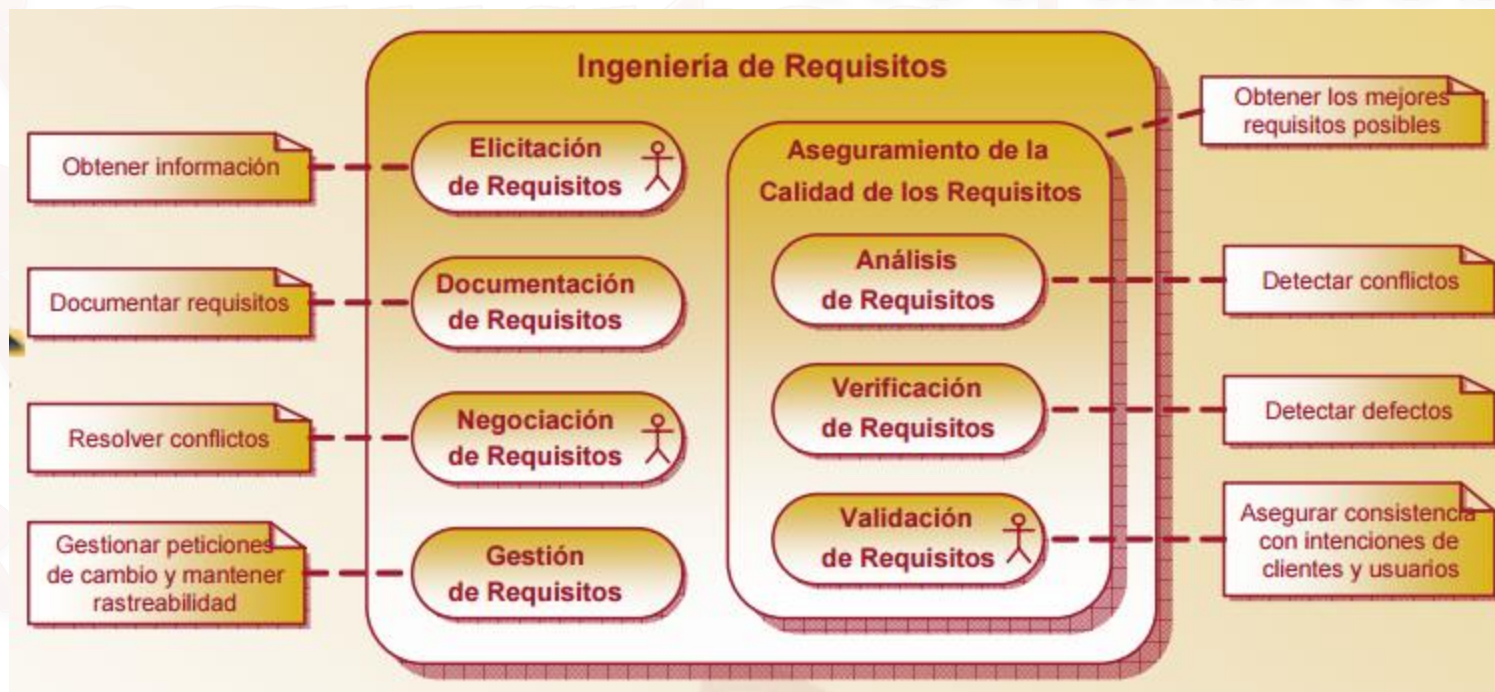 Ingeniería de Requisitos
Obtener información
Elicitación
de Requisitos
Documentar requisitos
Documentación
de Requisitos
Resolver conflictos
Negociación
de Requisitos
Gestionar peticiones
de cambio y mantener
rastreabilidad
Gestión
de Requisitos
Aseguramiento de la
Calidad de los Requisitos
Obtener los mejores
requisitos posibles
Análisis
de Requisitos
Detectar conflictos
Verificación
de Requisitos
Detectar defectos
Validación
de Requisitos
Asegurar consistencia
con intenciones de
clientes y usuarios